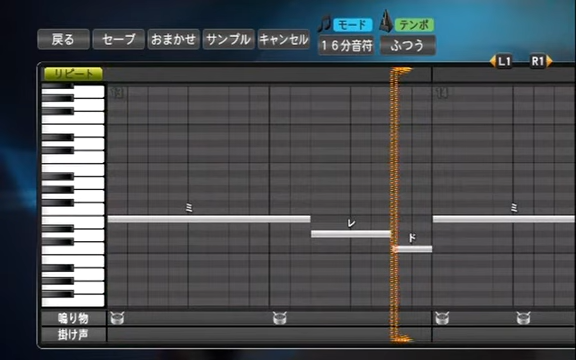 モード テンポ
戻る セーブ おまかせ サンプル キャンセル 16分音符 ふつう
L1 R1
リピート
13 14
ミ ミ
レ
ド
鳴り物
掛け声